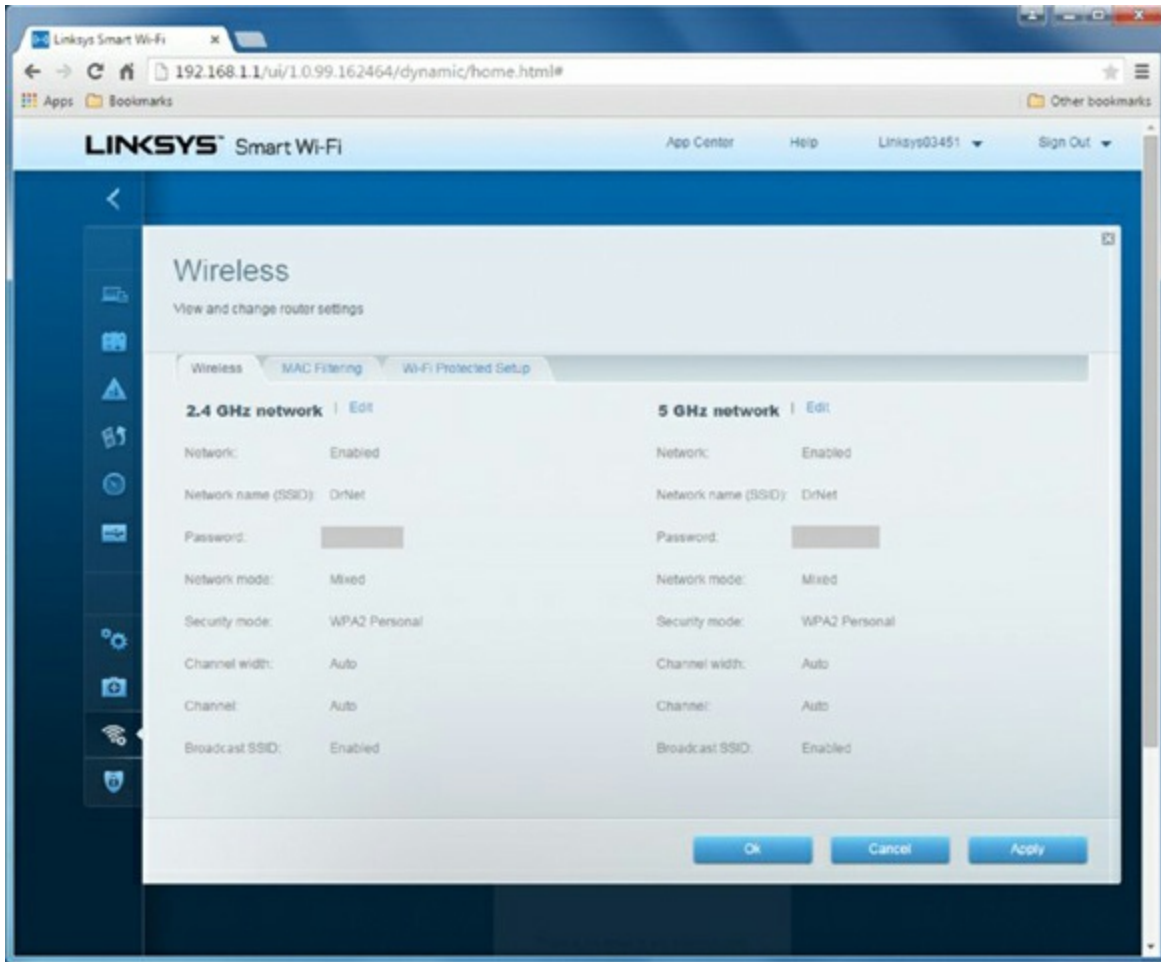 Linksys Smart Wi-Fi
192.168.1.1/ui/1.0.99.162464/dynamic/home.html#
Apps Bookmarks Other bookmarks
LINKSYS™ Smart Wi-Fi App Center Help Linksys03451 Sign Out
Wireless
View and change router settings
Wireless MAC Filtering Wi-Fi Protected Setup
2.4 GHz network | Edit
Network: Enabled
Network name (SSID): DrNet
Password:
Network mode: Mixed
Security mode: WPA2 Personal
Channel width: Auto
Channel: Auto
Broadcast SSID: Enabled
5 GHz network | Edit
Network: Enabled
Network name (SSID): DrNet
Password:
Network mode: Mixed
Security mode: WPA2 Personal
Channel width: Auto
Channel: Auto
Broadcast SSID: Enabled
Ok Cancel Apply